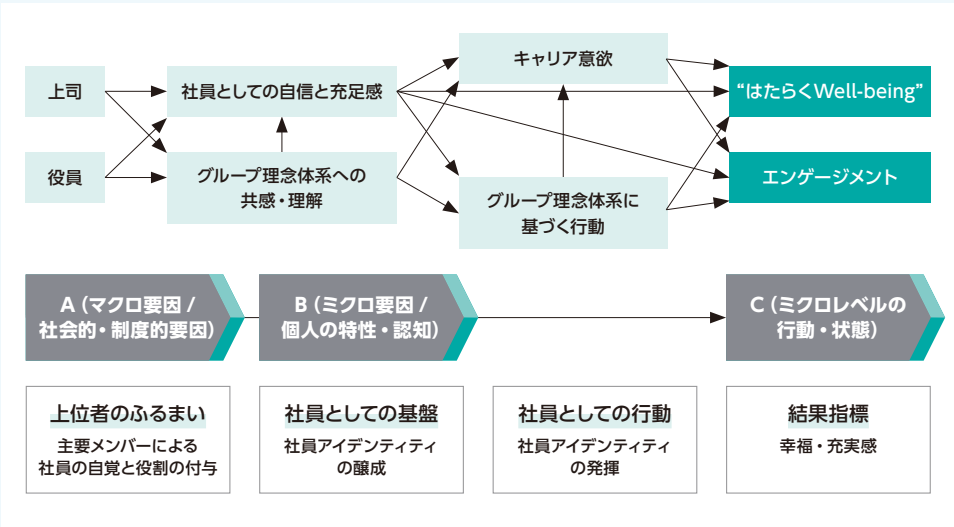 上司
役員
社員としての自信と充足感
グループ理念体系への
共感・理解
キャリア意欲
グループ理念体系に
基づく行動
“はたらくWell-being”
エンゲージメント
A（マクロ要因 /
社会的・制度的要因）
B（ミクロ要因 /
個人の特性・認知）
C（ミクロレベルの
行動・状態）
上位者のふるまい
主要メンバーによる
社員の自覚と役割の付与
社員としての基盤
社員アイデンティティ
の醸成
社員としての行動
社員アイデンティティ
の発揮
結果指標
幸福・充実感